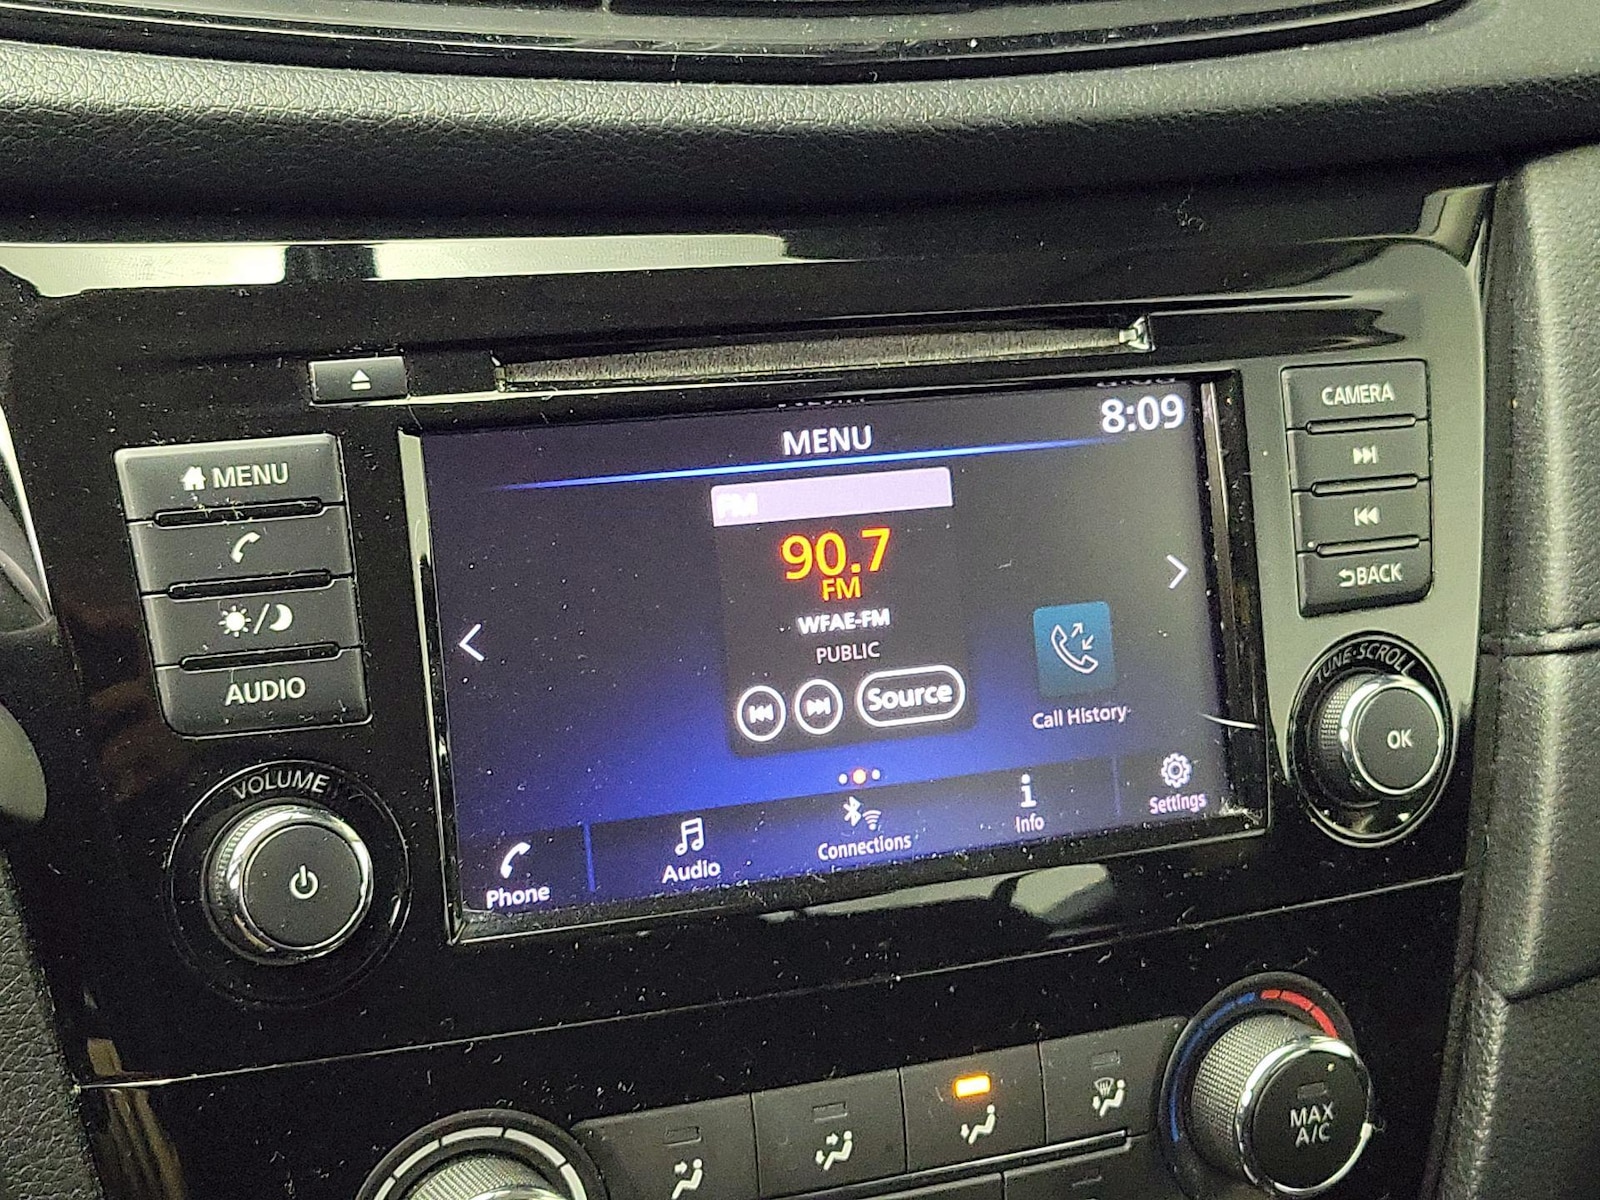 MENU
AUDIO
VOLUME
MENU
8:09
FM
90.7
FM
WFAE-FM
PUBLIC
Source
Call History
Phone
Audio
Connections
Info
Settings
CAMERA
BACK
TUNE·SCROLL
OK
MAX
A/C